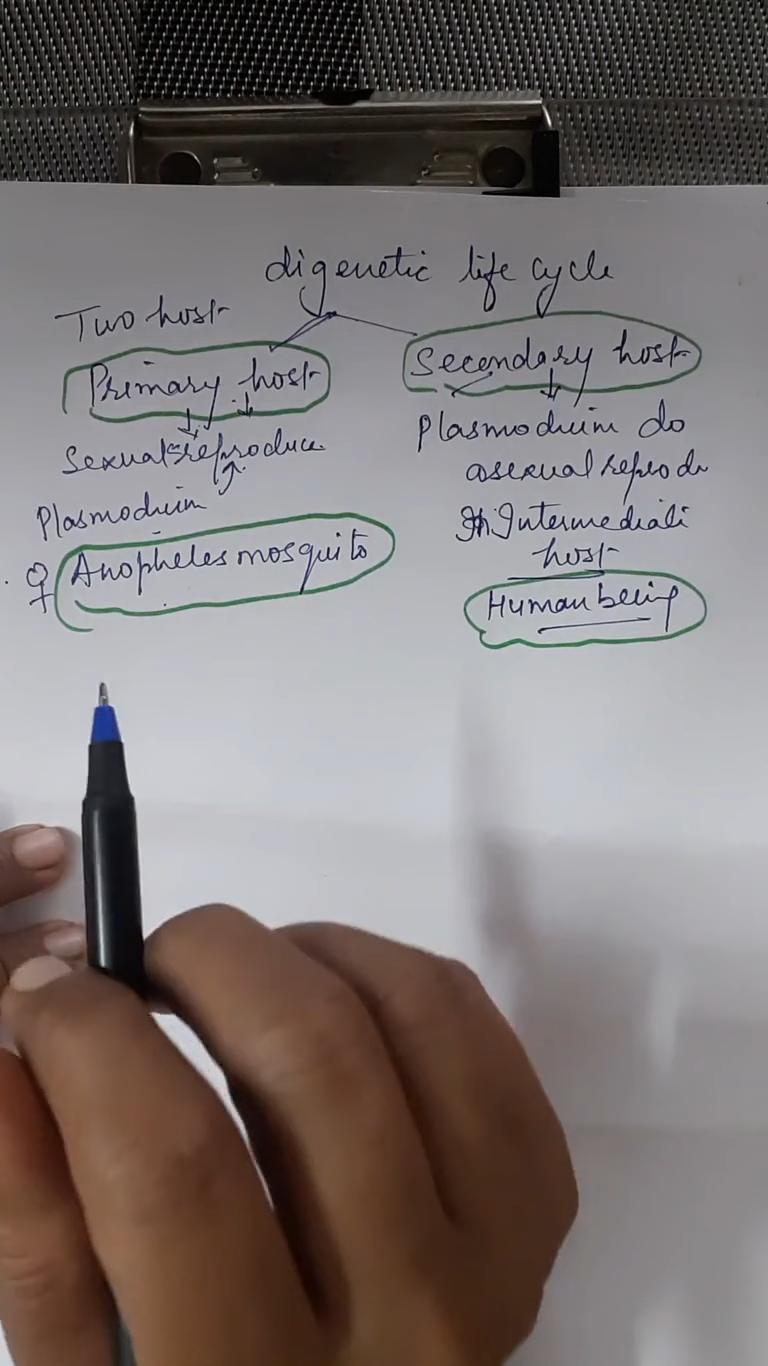 digenetic life cycle
Two host
Primary host
Sexual reproduce
Plasmodium
♀ Anopheles mosquito
Secondary host
Plasmodium do
asexual reprodu
Intermediali
host
Human being